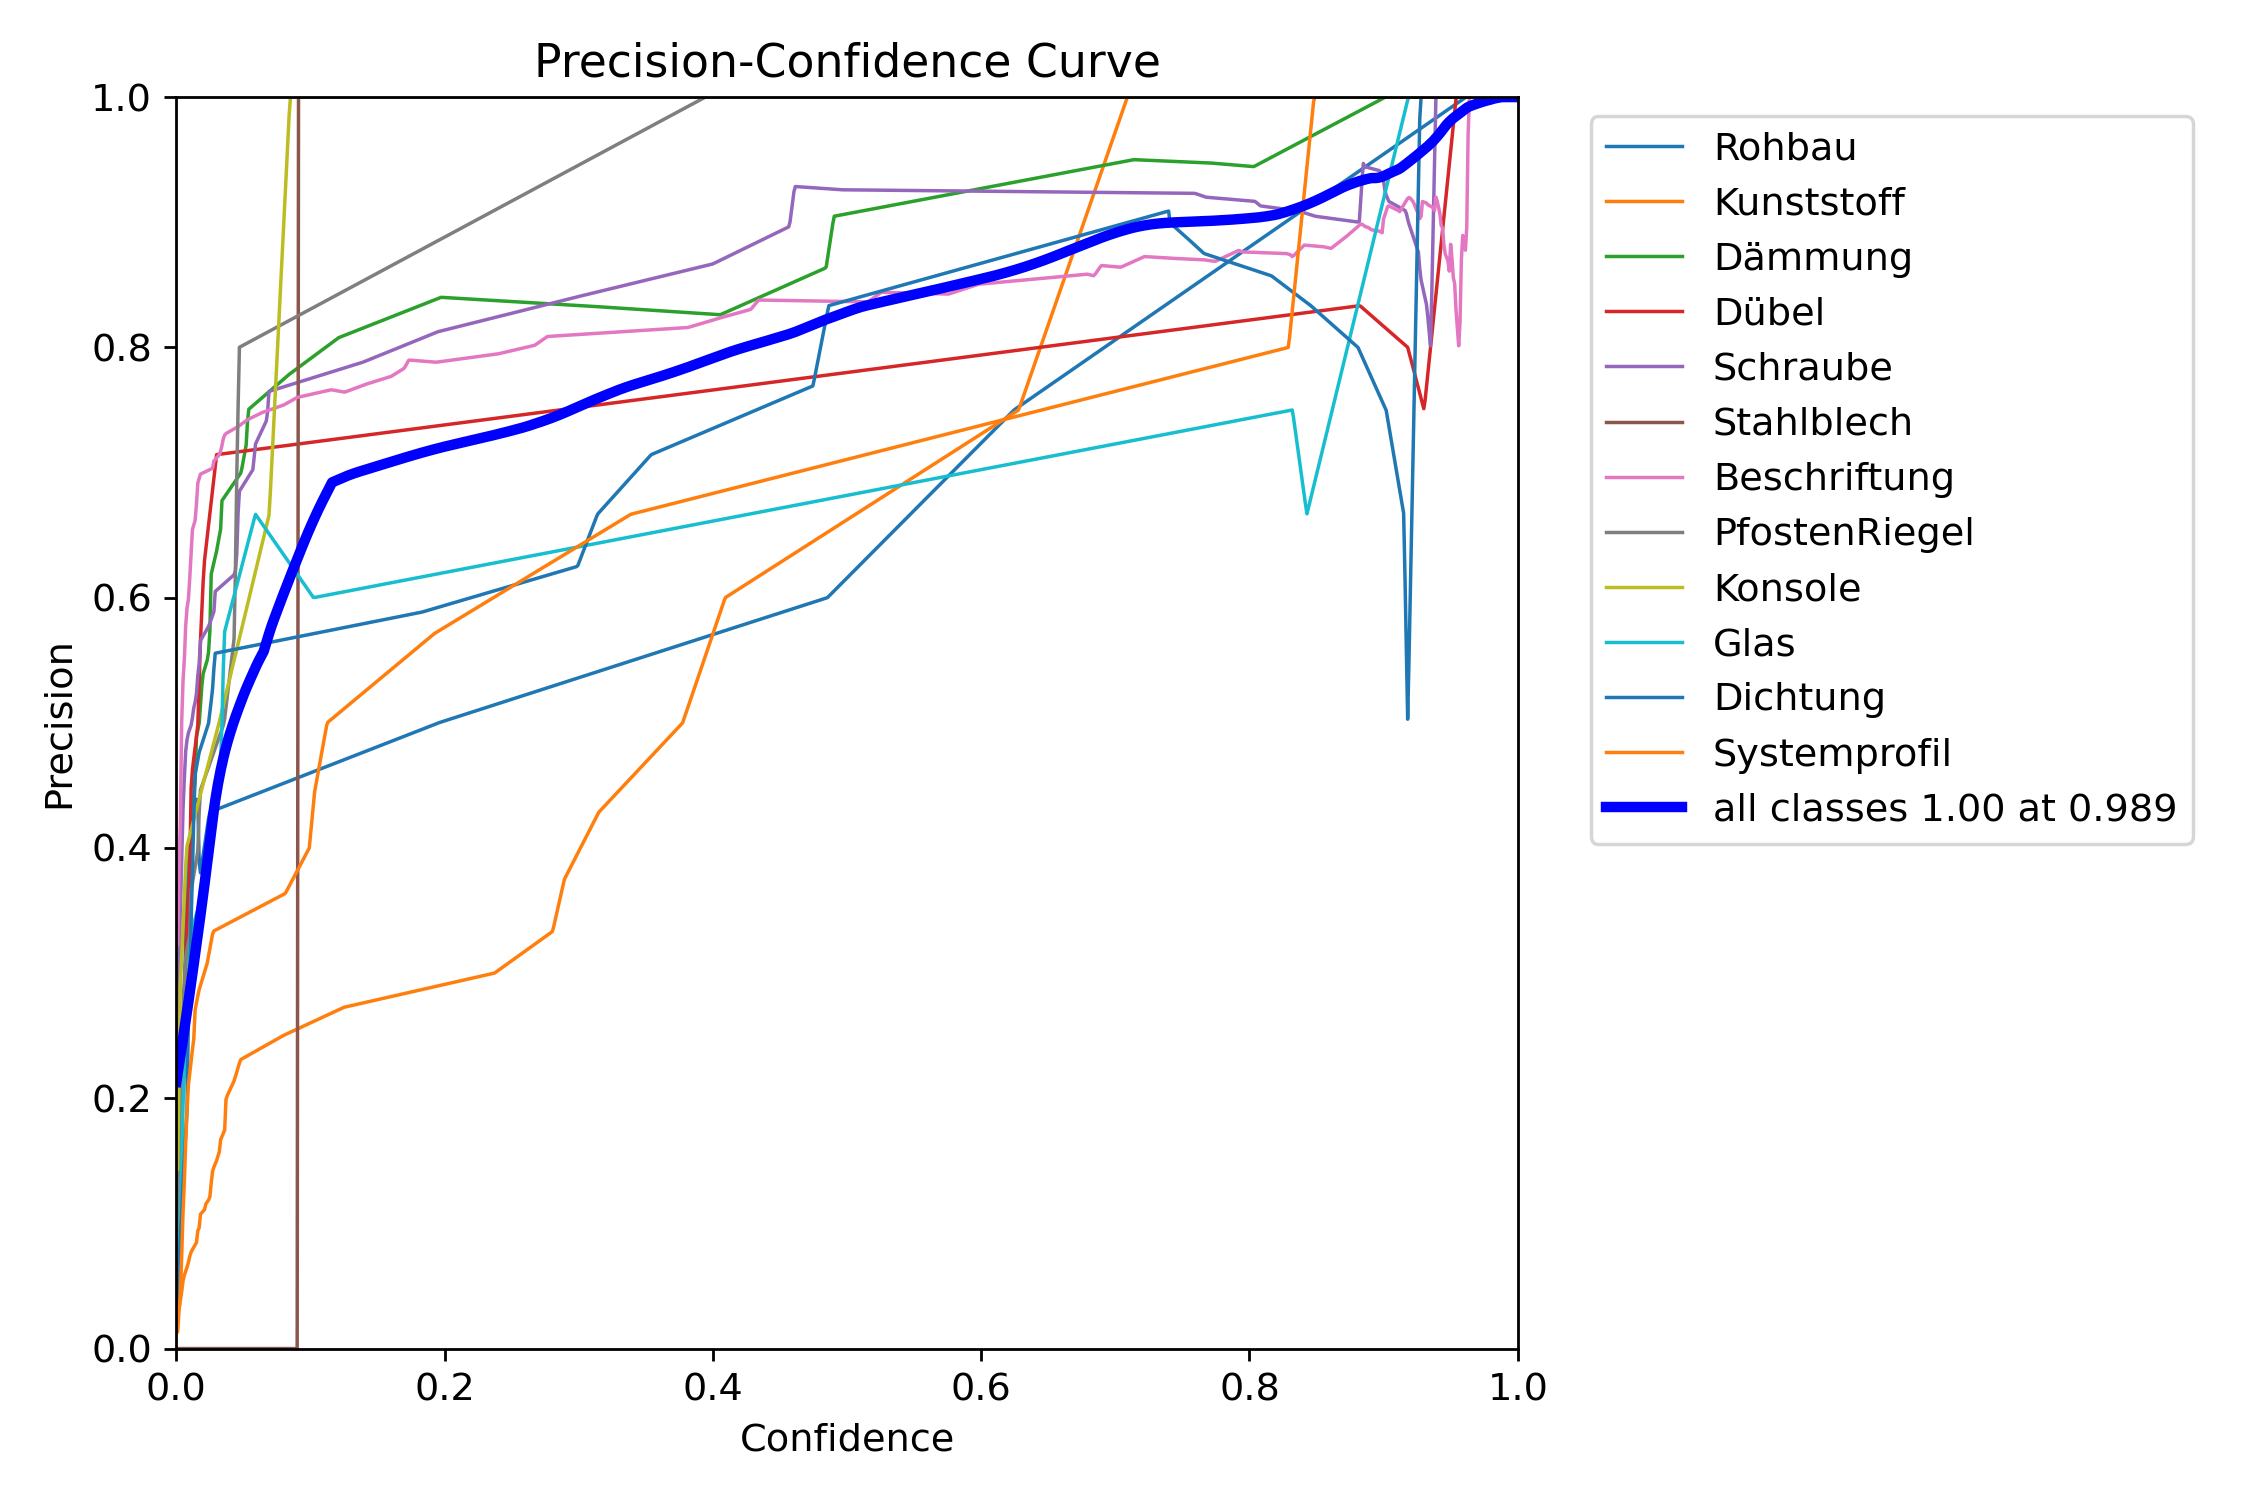 Precision-Confidence Curve
1.0
0.8
0.6
0.4
0.2
0.0
Precision
0.0 0.2 0.4 0.6 0.8 1.0
Confidence
Rohbau
Kunststoff
Dämmung
Dübel
Schraube
Stahlblech
Beschriftung
PfostenRiegel
Konsole
Glas
Dichtung
Systemprofil
all classes 1.00 at 0.989